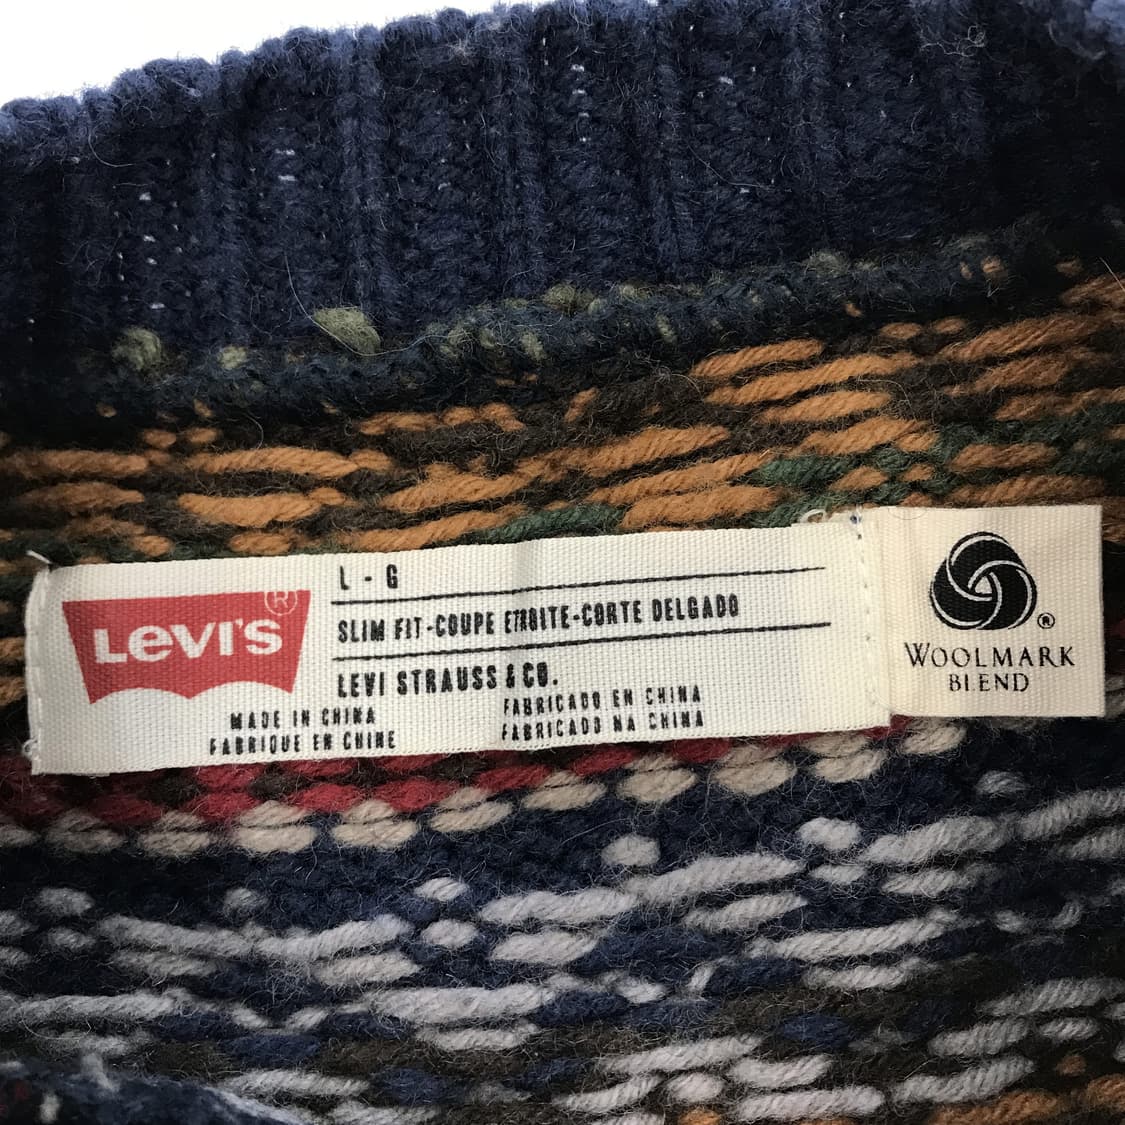 LEVI'S®
L - G
SLIM FIT-COUPE ETROITE-CORTE DELGADO
LEVI STRAUSS & CO.
MADE IN CHINA
FABRIQUE EN CHINE
FABRICADO EN CHINA
FABRICADO NA CHINA
®
WOOLMARK
BLEND